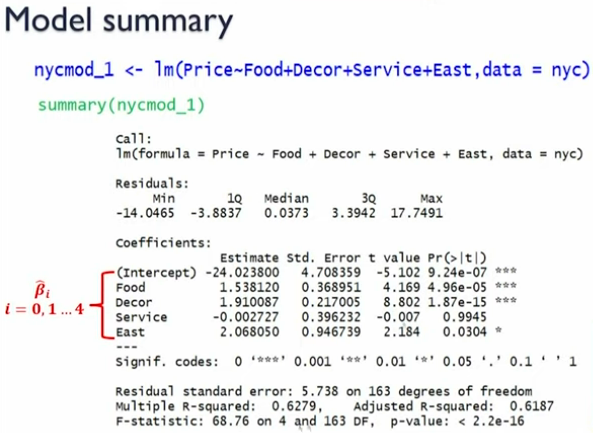 Model summary
nycmod_1 <- lm(Price~Food+Decor+Service+East,data = nyc)
summary(nycmod_1)
Call:
lm(formula = Price ~ Food + Decor + Service + East, data = nyc)
Residuals:
Min 1Q Median 3Q Max
-14.0465 -3.8837 0.0373 3.3942 17.7491
Coefficients:
Estimate Std. Error t value Pr(>|t|)
(Intercept) -24.023800 4.708359 -5.102 9.24e-07 ***
Food 1.538120 0.368951 4.169 4.96e-05 ***
β̂i
Decor 1.910087 0.217005 8.802 1.87e-15 ***
i = 0,1 ... 4
Service -0.002727 0.396232 -0.007 0.9945
East 2.068050 0.946739 2.184 0.0304 *
---
Signif. codes: 0 ‘***’ 0.001 ‘**’ 0.01 ‘*’ 0.05 ‘.’ 0.1 ‘ ’ 1
Residual standard error: 5.738 on 163 degrees of freedom
Multiple R-squared: 0.6279, Adjusted R-squared: 0.6187
F-statistic: 68.76 on 4 and 163 DF, p-value: < 2.2e-16